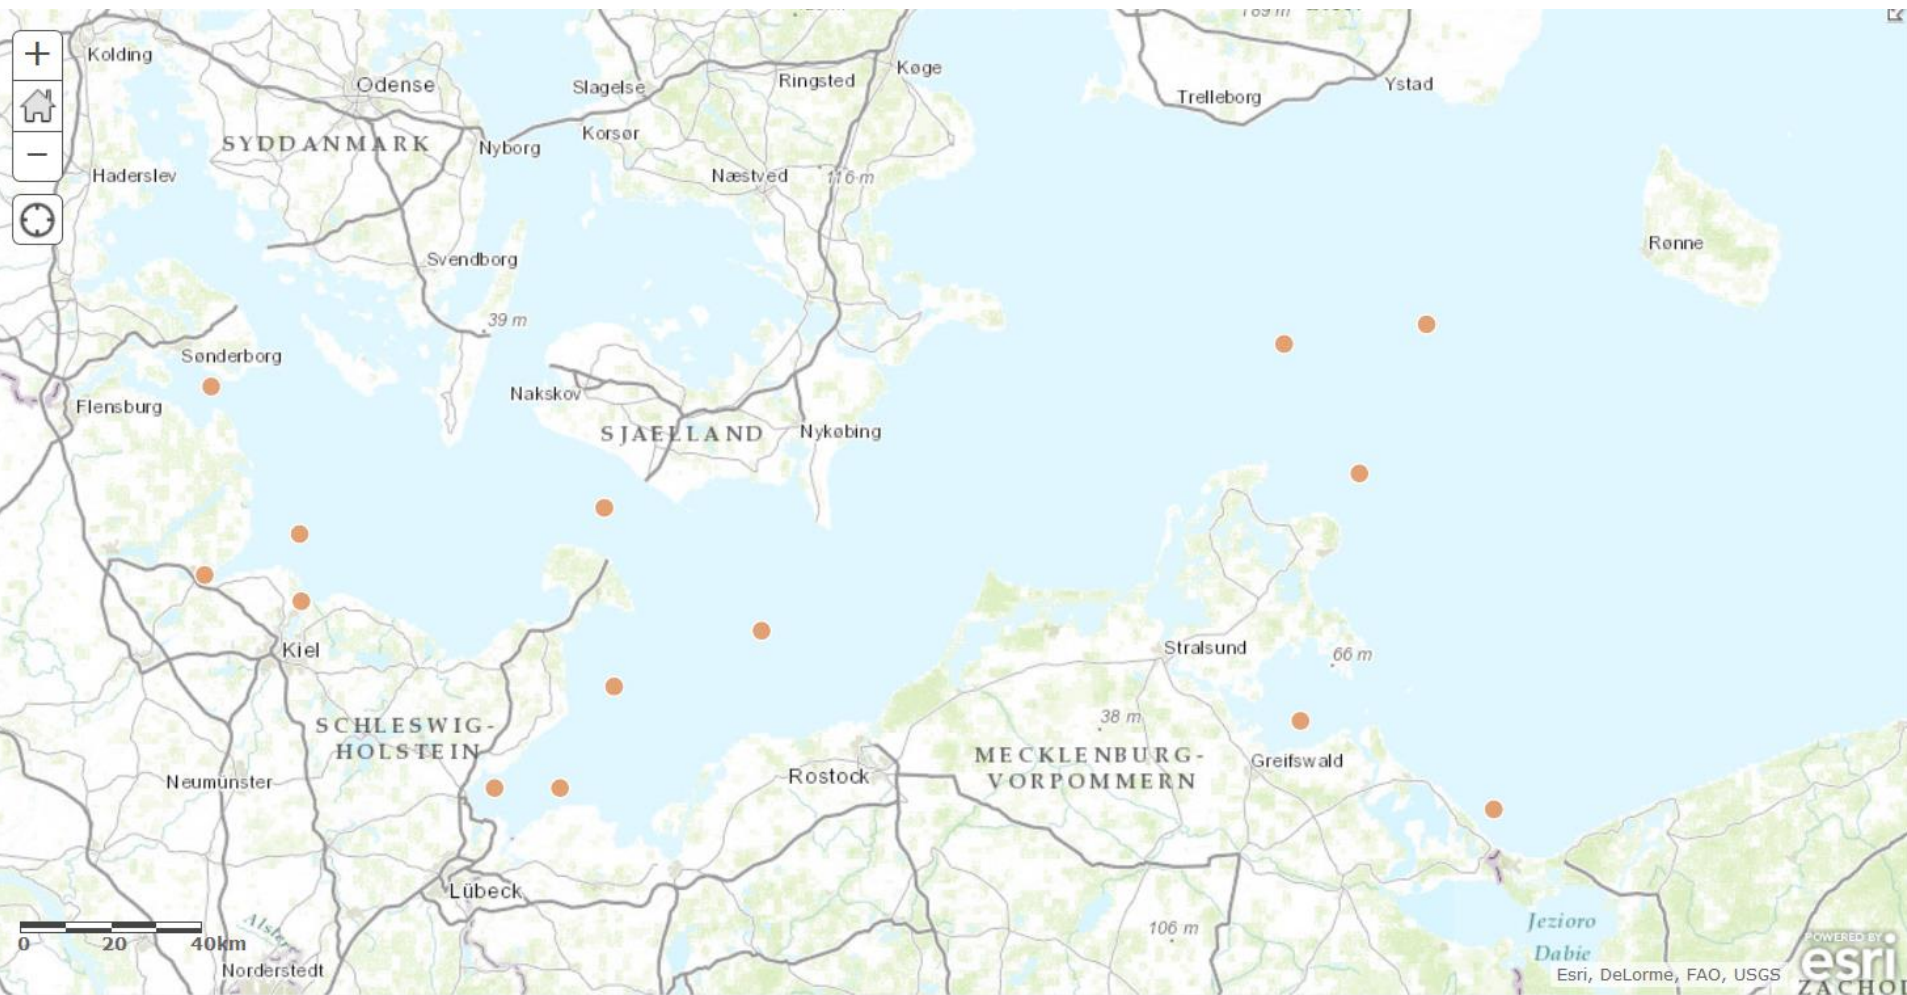 Kolding
Odense
Slagelse
Ringsted
Køge
Trelleborg
Ystad
SYDDANMARK
Korsør
Nyborg
Haderslev
Næstved
116 m
Rønne
Svendborg
39 m
Sønderborg
Nakskov
Flensburg
SJAELLAND
Nykøbing
Kiel
Stralsund
66 m
SCHLESWIG-
HOLSTEIN
38 m
MECKLENBURG-
VORPOMMERN
Greifswald
Neumünster
Rostock
Lübeck
Alster
Jezioro
Dabie
106 m
0 20 40km
Norderstedt
POWERED BY
esri
Esri, DeLorme, FAO, USGS